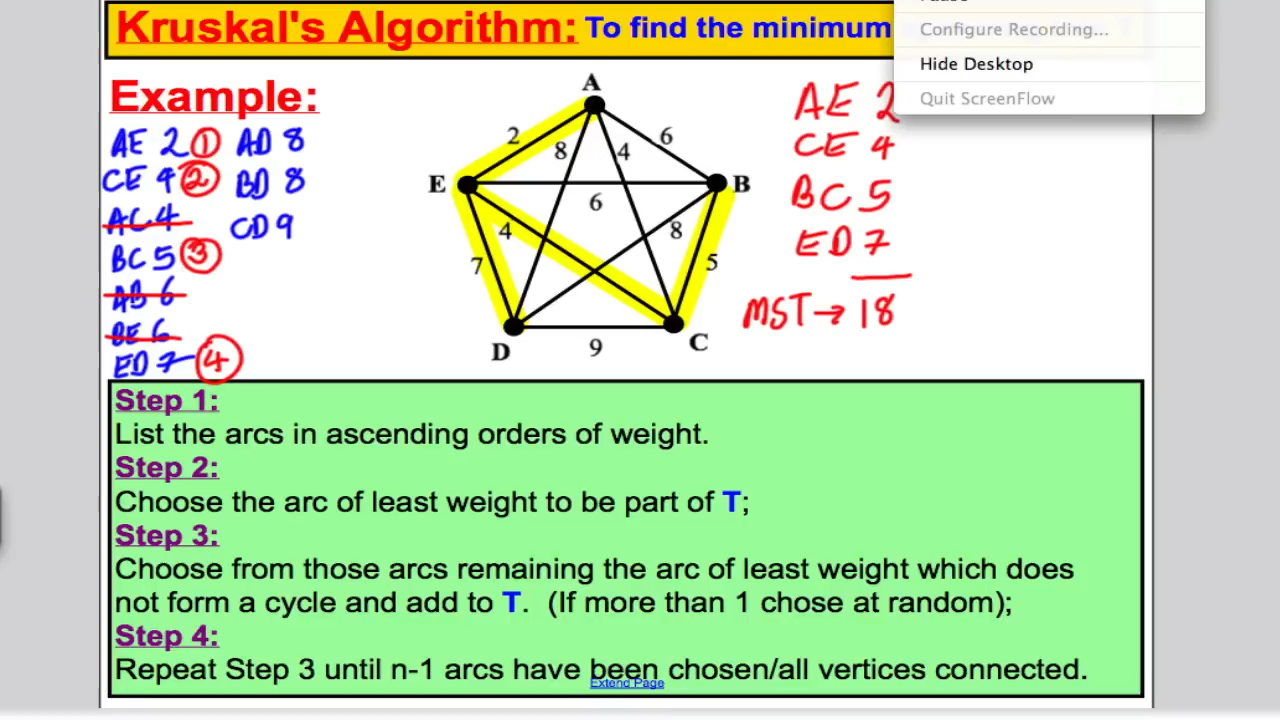 Kruskal's Algorithm: To find the minimum
Configure Recording...
Hide Desktop
Quit ScreenFlow
Example:
AE 2 ① AD 8
CE 4 ② BD 8
AC 4 CD 9
BC 5 ③
AB 6
BE 6
ED 7 ④
A
2 8 4 6
E B
6
4 8
7 5
D 9 C
AE 2
CE 4
BC 5
ED 7
MST → 18
Step 1:
List the arcs in ascending orders of weight.
Step 2:
Choose the arc of least weight to be part of T;
Step 3:
Choose from those arcs remaining the arc of least weight which does
not form a cycle and add to T. (If more than 1 chose at random);
Step 4:
Repeat Step 3 until n-1 arcs have been chosen/all vertices connected.
Extend Page